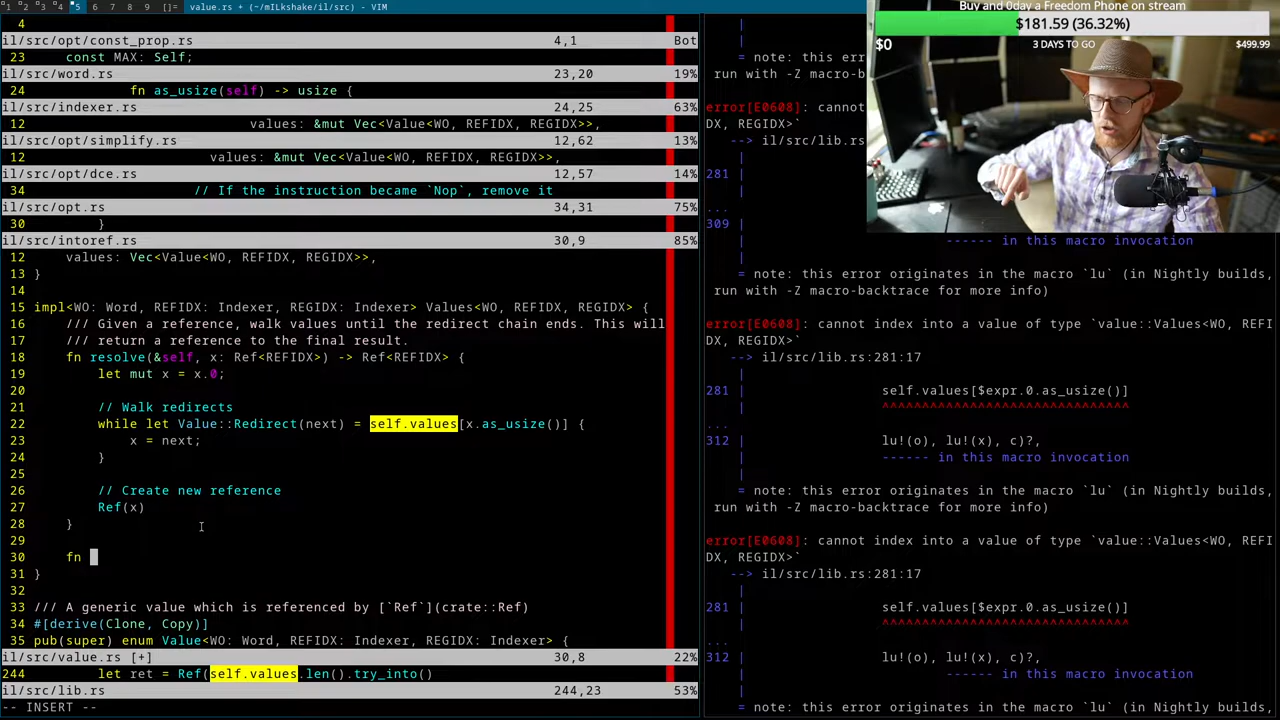 1 2 3 4 5 6 7 8 9 []= value.rs + (~/mILkshake/il/src) - VIM
4
il/src/opt/const_prop.rs 4,1 Bot
23 const MAX: Self;
il/src/word.rs 23,20 19%
24 fn as_usize(self) -> usize {
il/src/indexer.rs 24,25 63%
12 values: &mut Vec<Value<WO, REFIDX, REGIDX>>,
il/src/opt/simplify.rs 12,62 13%
12 values: &mut Vec<Value<WO, REFIDX, REGIDX>>,
il/src/opt/dce.rs 12,57 14%
34 // If the instruction became `Nop`, remove it
il/src/opt.rs 34,31 75%
30 }
il/src/intoref.rs 30,9 85%
12 values: Vec<Value<WO, REFIDX, REGIDX>>,
13 }
14
15 impl<WO: Word, REFIDX: Indexer, REGIDX: Indexer> Values<WO, REFIDX, REGIDX> {
16 /// Given a reference, walk values until the redirect chain ends. This will
17 /// return a reference to the final result.
18 fn resolve(&self, x: Ref<REFIDX>) -> Ref<REFIDX> {
19 let mut x = x.0;
20
21 // Walk redirects
22 while let Value::Redirect(next) = self.values[x.as_usize()] {
23 x = next;
24 }
25
26 // Create new reference
27 Ref(x)
28 }
29
30 fn
31 }
32
33 /// A generic value which is referenced by [`Ref`](crate::Ref)
34 #[derive(Clone, Copy)]
35 pub(super) enum Value<WO: Word, REFIDX: Indexer, REGIDX: Indexer> {
il/src/value.rs [+] 30,8 22%
244 let ret = Ref(self.values.len().try_into()
il/src/lib.rs 244,23 53%
-- INSERT --
|
|
= note: this err
run with -Z macro-b
error[E0608]: cannot
DX, REGIDX>`
--> il/src/lib.rs
|
281 |
|
...
309 |
| ------ in this macro invocation
|
= note: this error originates in the macro `lu` (in Nightly builds,
run with -Z macro-backtrace for more info)
error[E0608]: cannot index into a value of type `value::Values<WO, REFI
DX, REGIDX>`
--> il/src/lib.rs:281:17
|
281 | self.values[$expr.0.as_usize()]
| ^^^^^^^^^^^^^^^^^^^^^^^^^^^^^^^
...
312 | lu!(o), lu!(x), c)?,
| ------ in this macro invocation
|
= note: this error originates in the macro `lu` (in Nightly builds,
run with -Z macro-backtrace for more info)
error[E0608]: cannot index into a value of type `value::Values<WO, REFI
DX, REGIDX>`
--> il/src/lib.rs:281:17
|
281 | self.values[$expr.0.as_usize()]
| ^^^^^^^^^^^^^^^^^^^^^^^^^^^^^^^
...
312 | lu!(o), lu!(x), c)?,
| ------ in this macro invocation
|
= note: this error originates in the macro `lu` (in Nightly builds,
Buy and 0day a Freedom Phone on stream
$181.59 (36.32%)
$0 3 DAYS TO GO $499.99